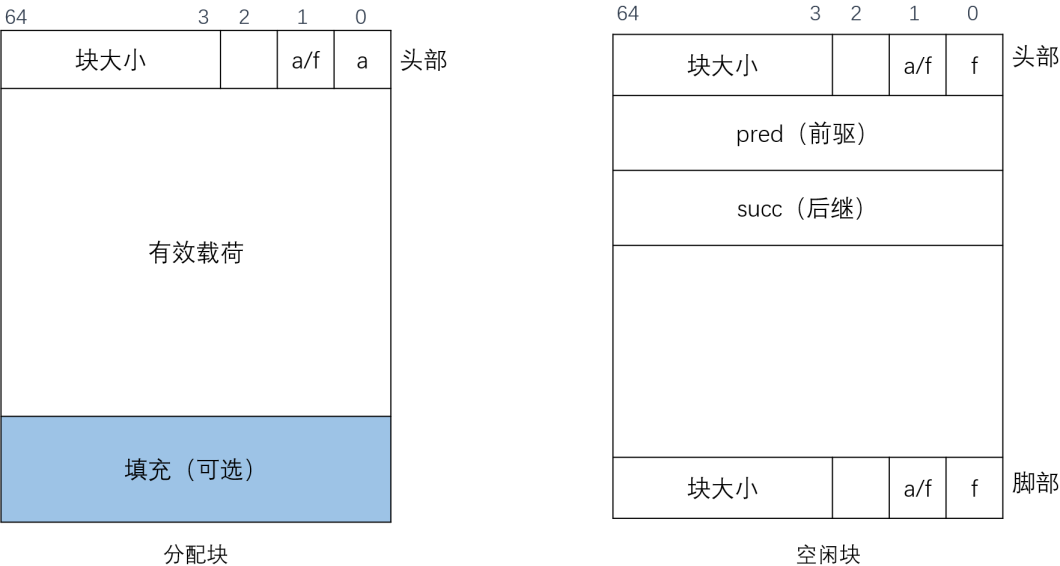 64 3 2 1 0
块大小 a/f a 头部
有效载荷
填充（可选）
分配块
64 3 2 1 0
块大小 a/f f 头部
pred（前驱）
succ（后继）
块大小 a/f f 脚部
空闲块